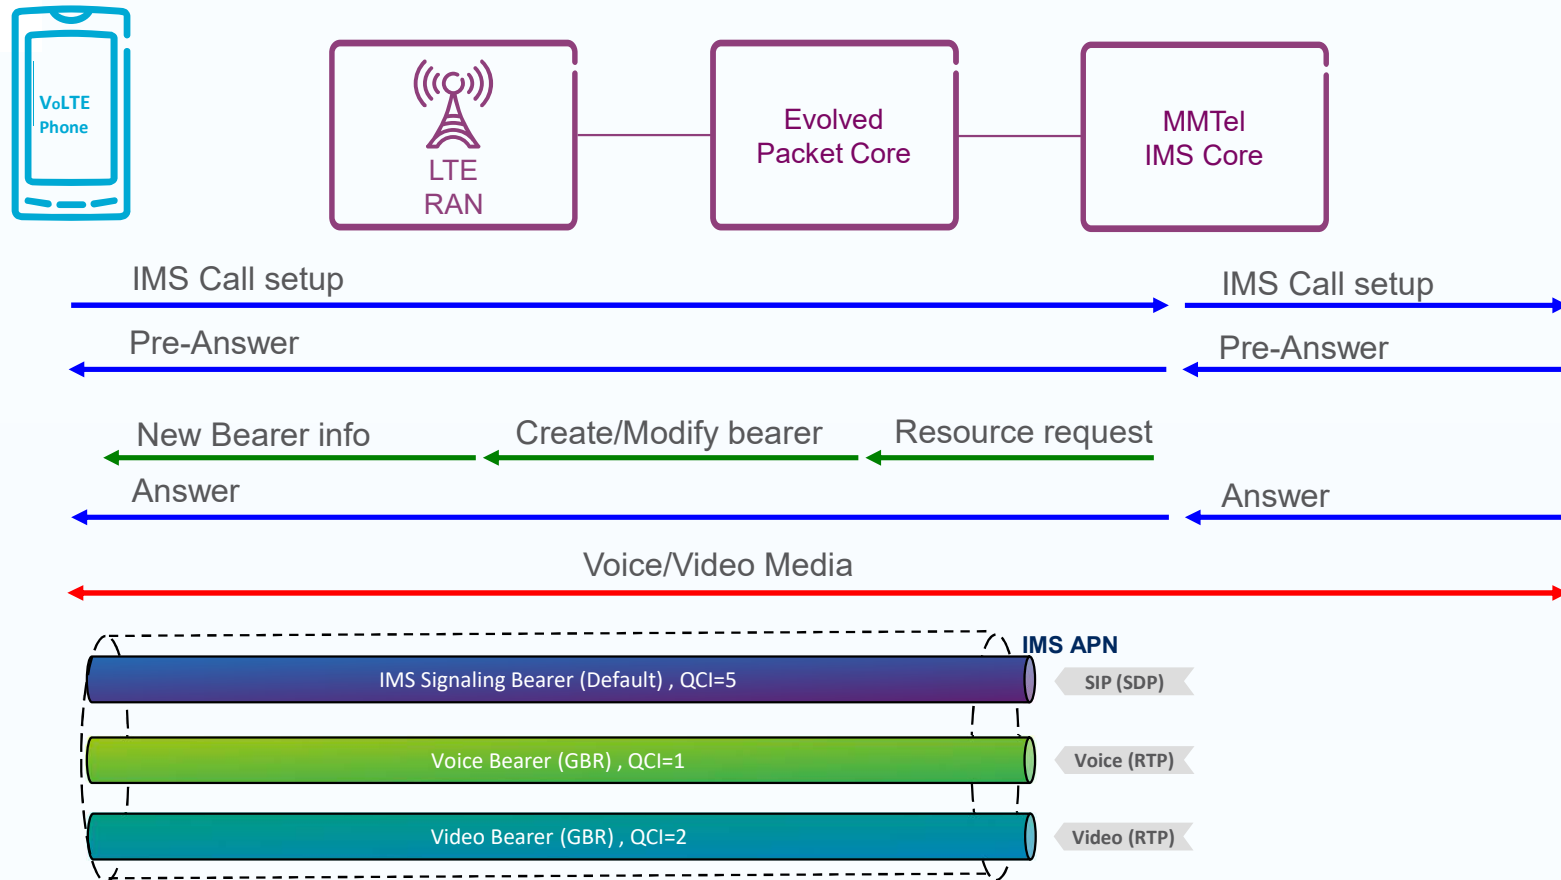 VoLTE
Phone
LTE
RAN
Evolved
Packet Core
MMTel
IMS Core
IMS Call setup
IMS Call setup
Pre-Answer
Pre-Answer
New Bearer info
Create/Modify bearer
Resource request
Answer
Answer
Voice/Video Media
IMS APN
IMS Signaling Bearer (Default) , QCI=5
SIP (SDP)
Voice Bearer (GBR) , QCI=1
Voice (RTP)
Video Bearer (GBR) , QCI=2
Video (RTP)